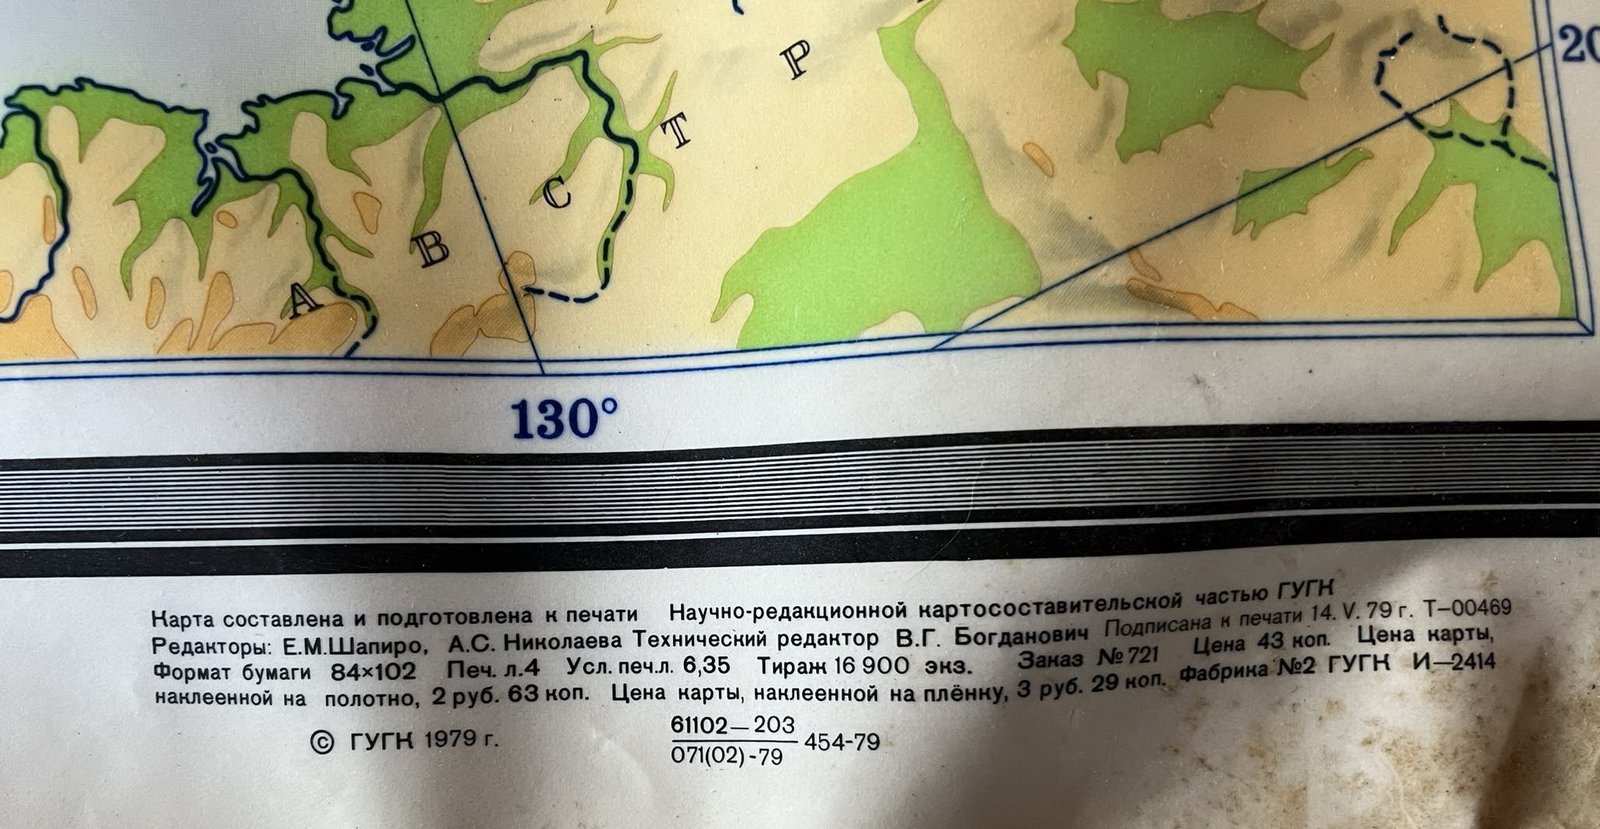 20
Р
Т
С
В
А
130°
Карта составлена и подготовлена к печати Научно-редакционной картосоставительской частью ГУГК
Редакторы: Е.М.Шапиро, А.С. Николаева Технический редактор В.Г. Богданович Подписана к печати 14. V. 79 г. Т–00469
Формат бумаги 84×102 Печ. л.4 Усл. печ.л. 6,35 Тираж 16 900 экз. Заказ №721 Цена 43 коп. Цена карты,
наклеенной на полотно, 2 руб. 63 коп. Цена карты, наклеенной на плёнку, 3 руб. 29 коп. Фабрика №2 ГУГК И–2414
© ГУГК 1979 г.
61102–203
071(02)-79
454-79